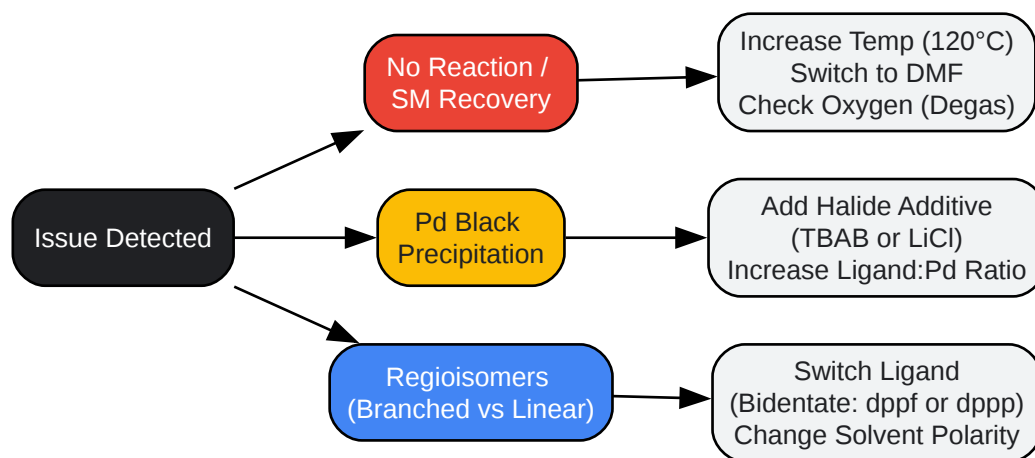 Issue Detected
No Reaction /
SM Recovery
Increase Temp (120°C)
Switch to DMF
Check Oxygen (Degas)
Pd Black
Precipitation
Add Halide Additive
(TBAB or LiCl)
Increase Ligand:Pd Ratio
Regioisomers
(Branched vs Linear)
Switch Ligand
(Bidentate: dppf or dppp)
Change Solvent Polarity